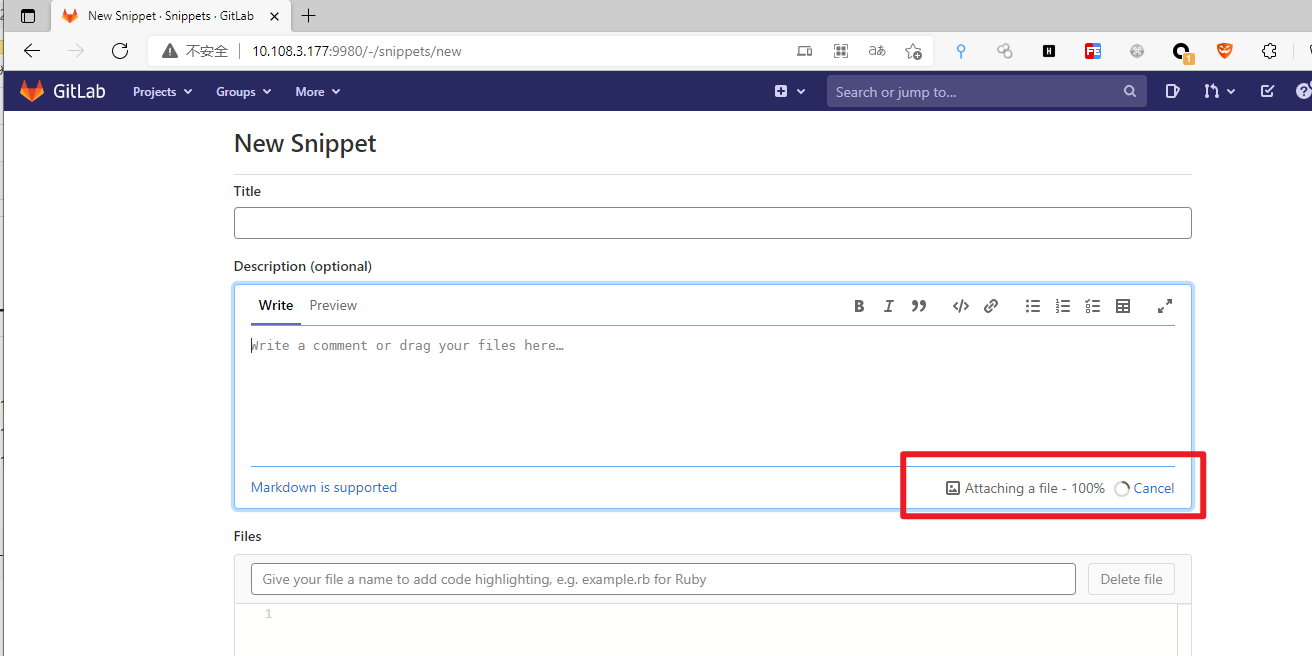 New Snippet · Snippets · GitLab
不安全 10.108.3.177:9980/-/snippets/new
GitLab Projects Groups More Search or jump to...
New Snippet
Title
Description (optional)
Write Preview
Write a comment or drag your files here…
Markdown is supported Attaching a file - 100% Cancel
Files
Give your file a name to add code highlighting, e.g. example.rb for Ruby Delete file
1